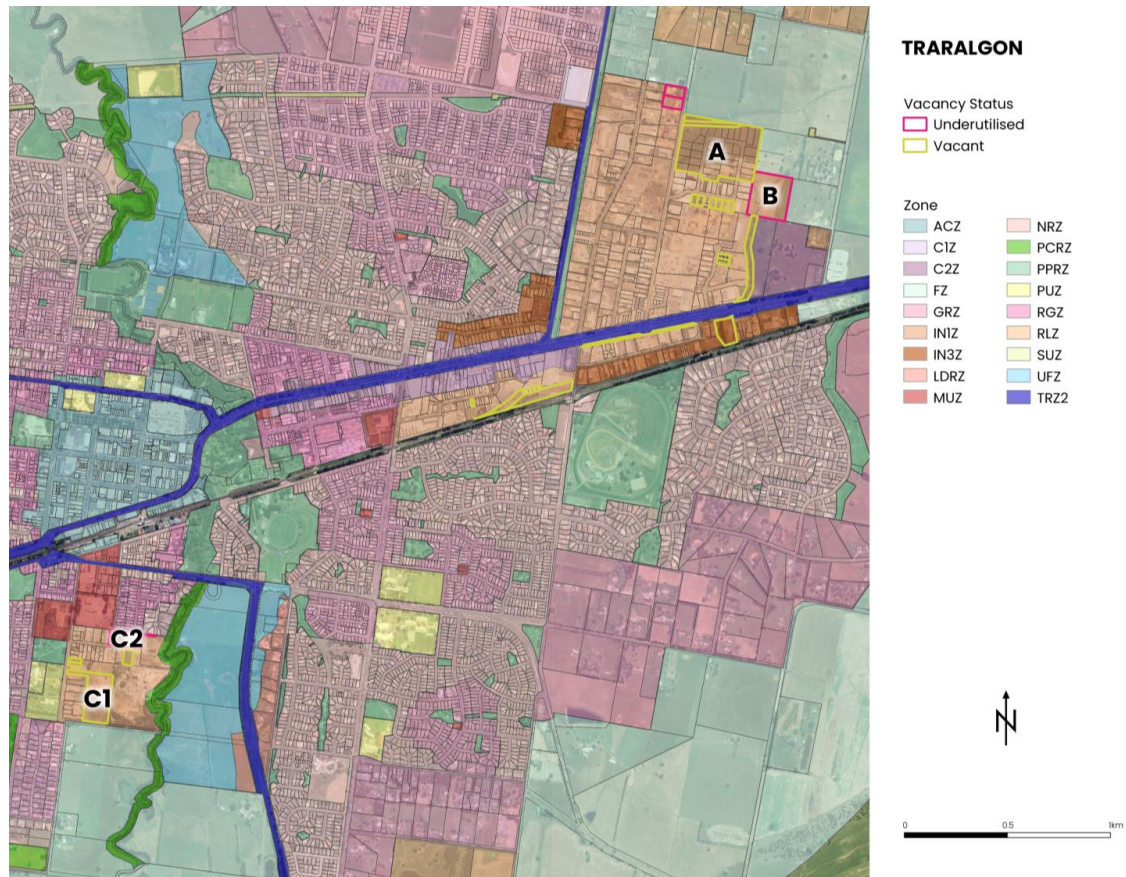 TRARALGON
Vacancy Status
Underutilised
Vacant
Zone
ACZ
C1Z
C2Z
FZ
GRZ
IN1Z
IN3Z
LDRZ
MUZ
NRZ
PCRZ
PPRZ
PUZ
RGZ
RLZ
SUZ
UFZ
TRZ2
A
B
C2
C1
N
0 0.5 1km